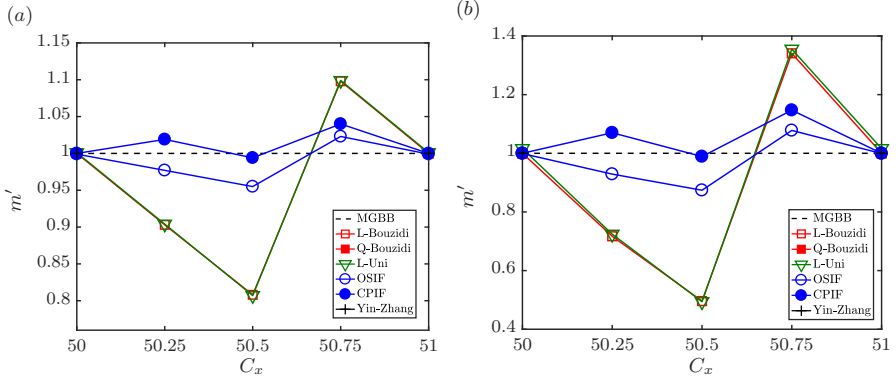 (a)
1.15
1.1
1.05
1
0.95
0.9
0.85
0.8
m′
50
50.25
50.5
50.75
51
C_x
MGBB
L-Bouzidi
Q-Bouzidi
L-Uni
OSIF
CPIF
Yin-Zhang
(b)
1.4
1.2
1
0.8
0.6
0.4
m′
50
50.25
50.5
50.75
51
C_x
MGBB
L-Bouzidi
Q-Bouzidi
L-Uni
OSIF
CPIF
Yin-Zhang